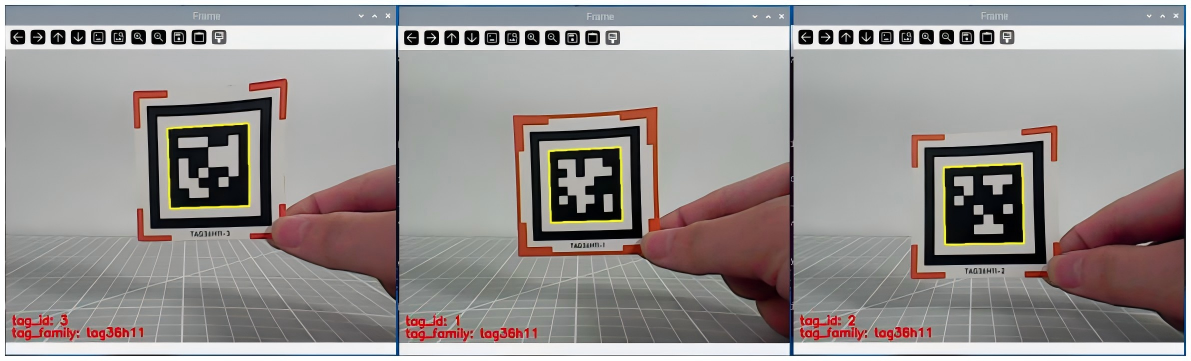 Frame
TAG36H11-3
tag_id: 3
tag_family: tag36h11
Frame
TAG36H11-1
tag_id: 1
tag_family: tag36h11
Frame
TAG36H11-2
tag_id: 2
tag_family: tag36h11